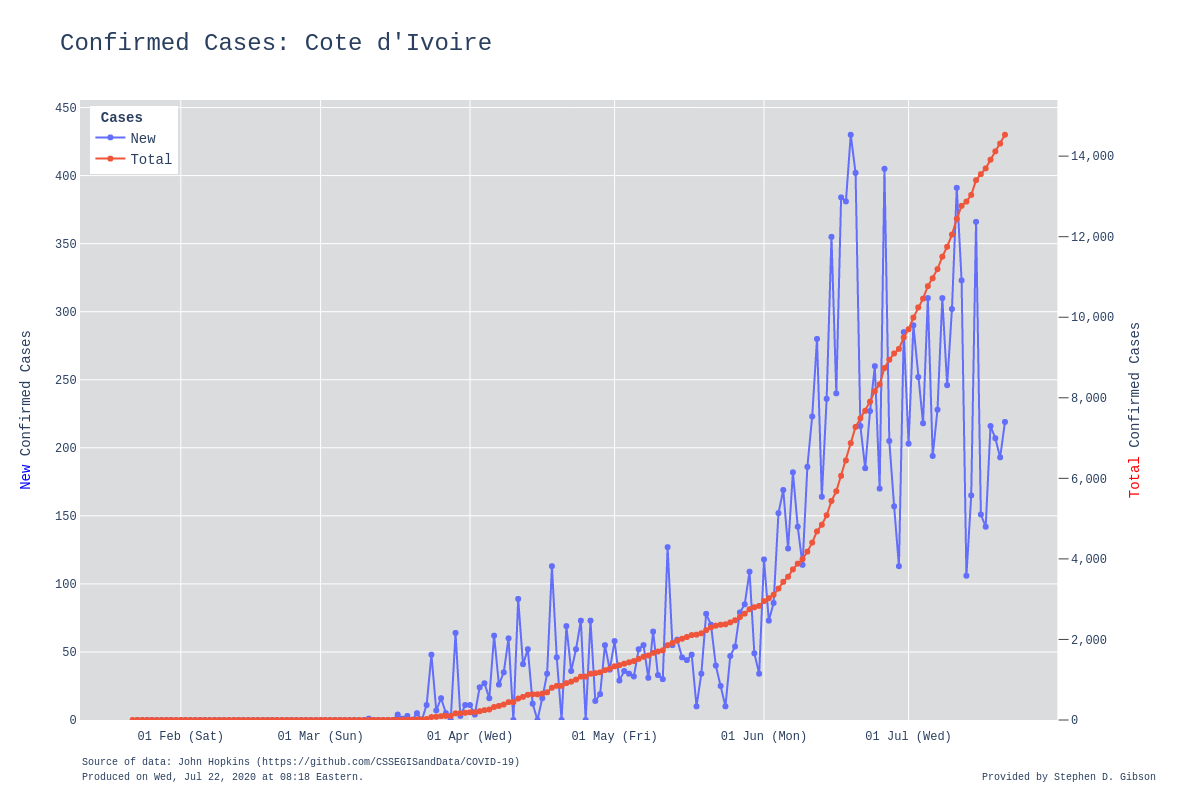 Confirmed Cases: Cote d'Ivoire
Cases
New
Total
450
400
350
300
250
200
150
100
50
0
New Confirmed Cases
14,000
12,000
10,000
8,000
6,000
4,000
2,000
0
Total Confirmed Cases
01 Feb (Sat) 01 Mar (Sun) 01 Apr (Wed) 01 May (Fri) 01 Jun (Mon) 01 Jul (Wed)
Source of data: John Hopkins (https://github.com/CSSEGISandData/COVID-19)
Produced on Wed, Jul 22, 2020 at 08:18 Eastern.
Provided by Stephen D. Gibson